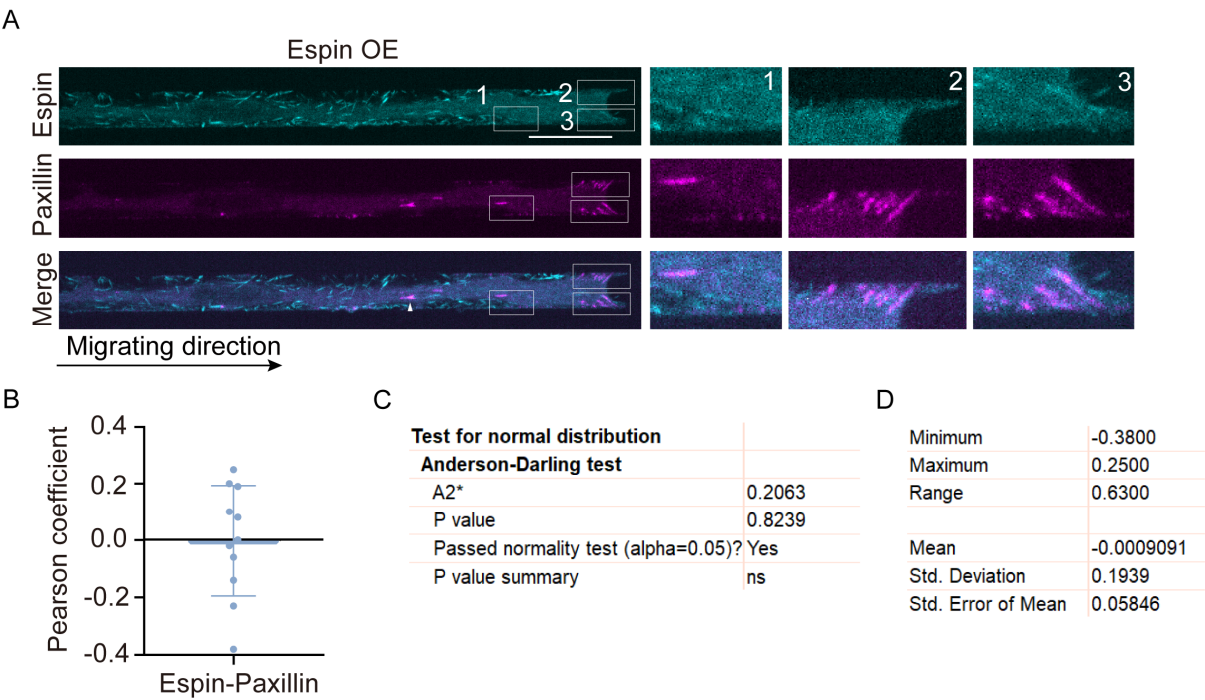 A
Espin OE
Espin
1
2
3
1
2
3
Paxillin
Merge
Migrating direction
B
Pearson coefficient
0.4
0.2
0.0
-0.2
-0.4
Espin-Paxillin
C
Test for normal distribution
Anderson-Darling test
A2* 0.2063
P value 0.8239
Passed normality test (alpha=0.05)? Yes
P value summary ns
D
Minimum -0.3800
Maximum 0.2500
Range 0.6300
Mean -0.0009091
Std. Deviation 0.1939
Std. Error of Mean 0.05846